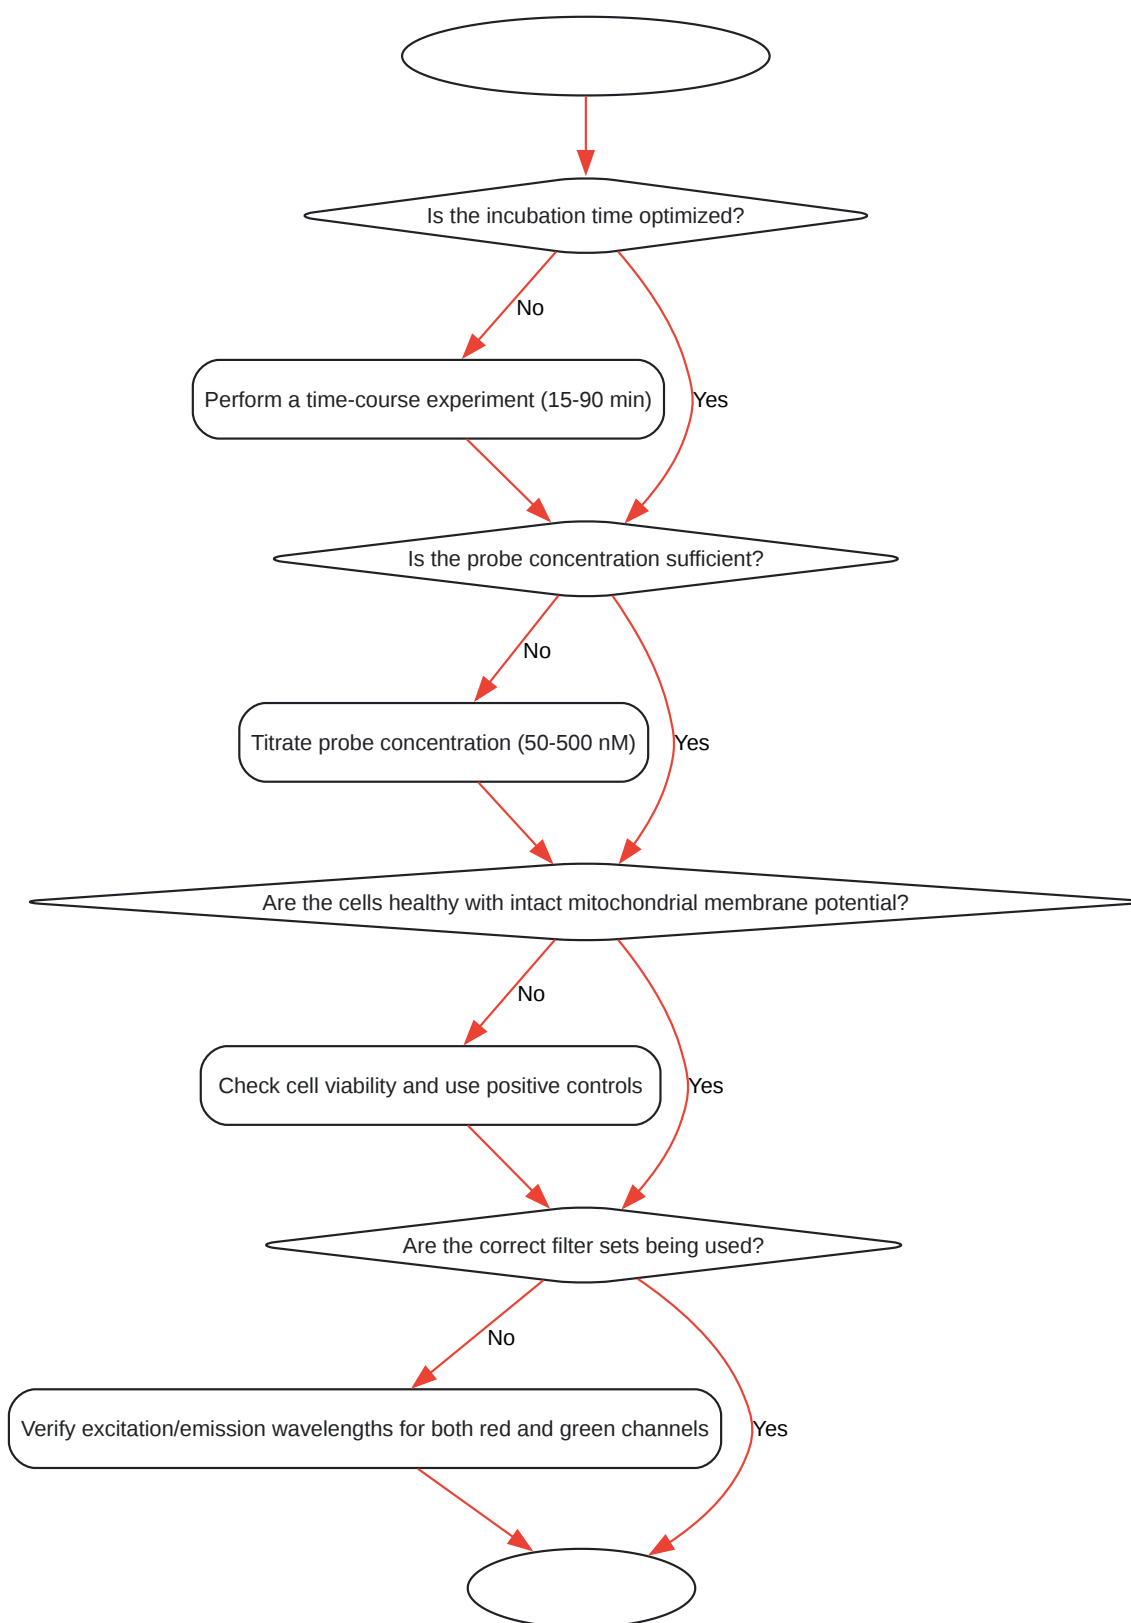 Is the incubation time optimized?
No
Perform a time-course experiment (15-90 min)
Yes
Is the probe concentration sufficient?
No
Titrate probe concentration (50-500 nM)
Yes
Are the cells healthy with intact mitochondrial membrane potential?
No
Check cell viability and use positive controls
Yes
Are the correct filter sets being used?
No
Verify excitation/emission wavelengths for both red and green channels
Yes